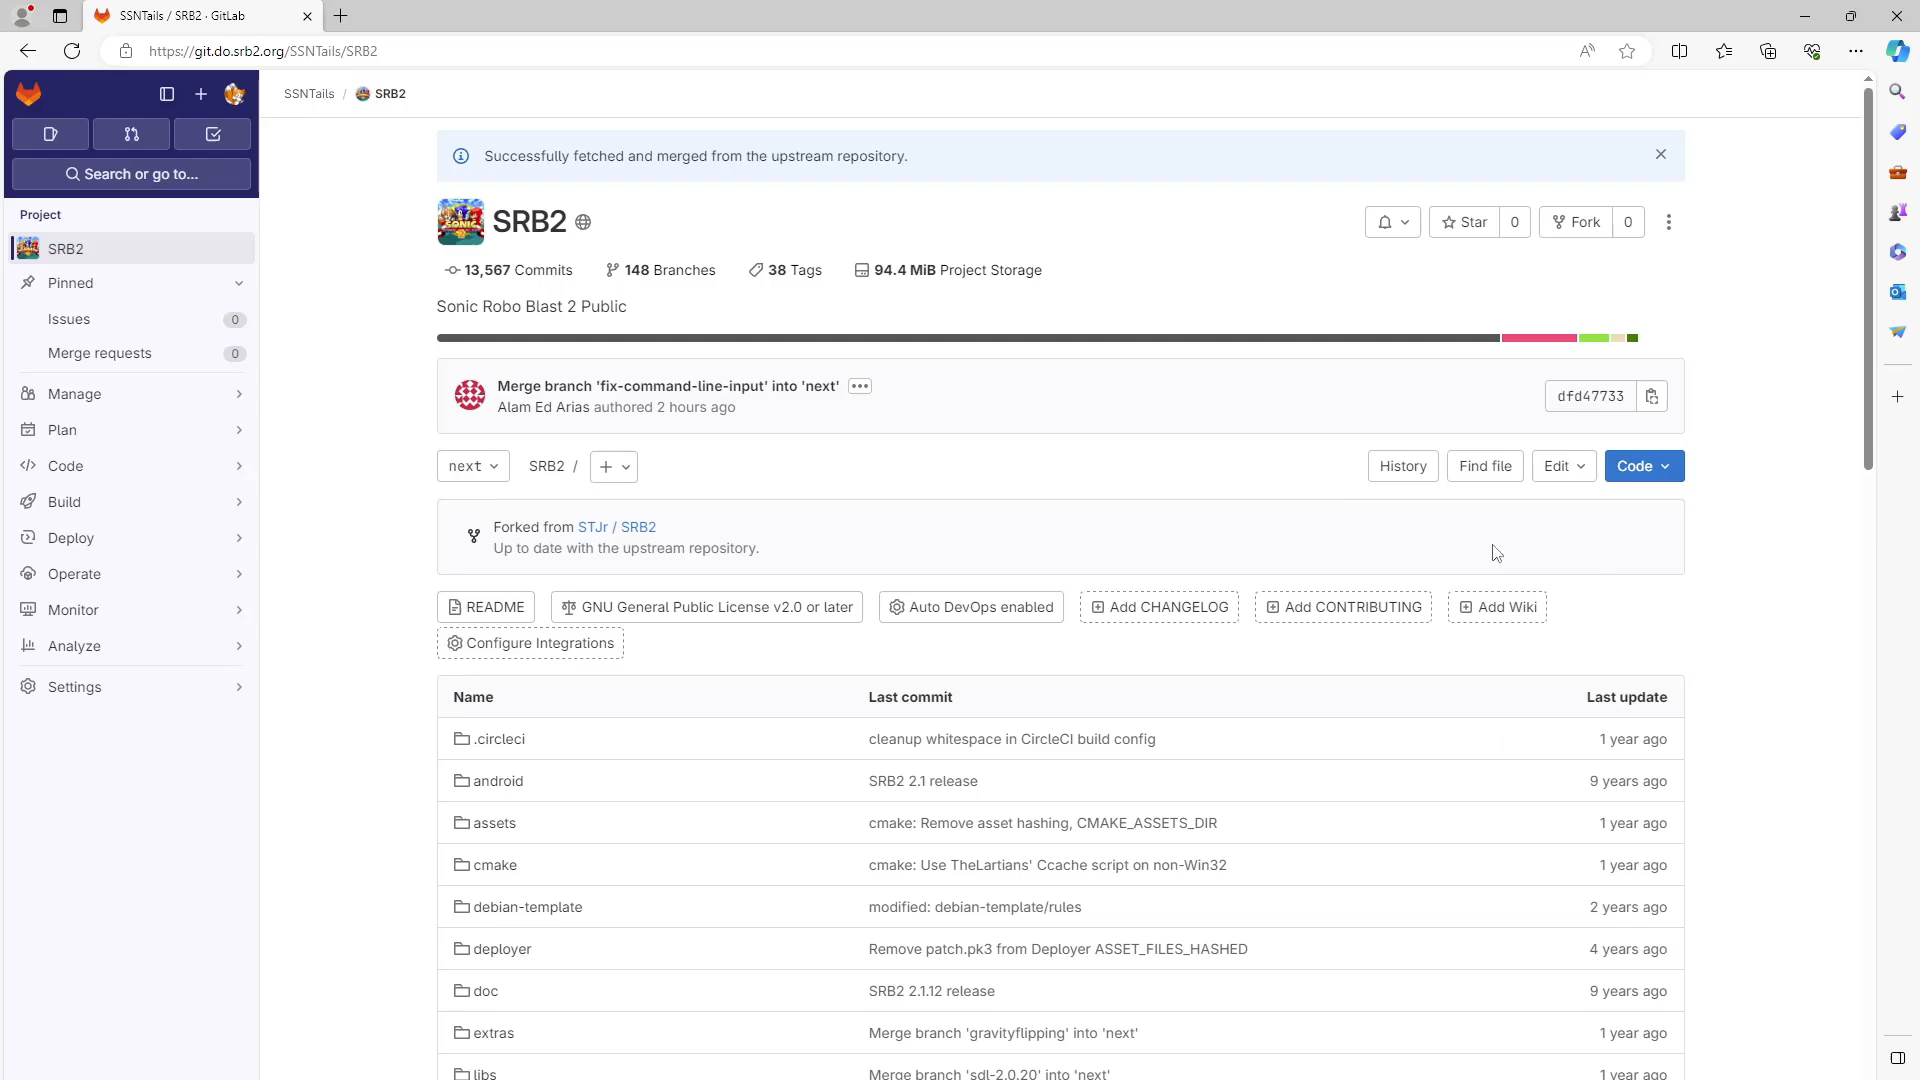 SSNTails / SRB2 · GitLab
https://git.do.srb2.org/SSNTails/SRB2
SSNTails / SRB2
Search or go to...
Project
SRB2
Pinned
Issues 0
Merge requests 0
Manage
Plan
Code
Build
Deploy
Operate
Monitor
Analyze
Settings
Successfully fetched and merged from the upstream repository.
SRB2
Star 0 Fork 0
13,567 Commits 148 Branches 38 Tags 94.4 MiB Project Storage
Sonic Robo Blast 2 Public
Merge branch 'fix-command-line-input' into 'next'
Alam Ed Arias authored 2 hours ago
dfd47733
next SRB2 / + History Find file Edit Code
Forked from STJr / SRB2
Up to date with the upstream repository.
README GNU General Public License v2.0 or later Auto DevOps enabled Add CHANGELOG Add CONTRIBUTING Add Wiki
Configure Integrations
Name Last commit Last update
.circleci cleanup whitespace in CircleCI build config 1 year ago
android SRB2 2.1 release 9 years ago
assets cmake: Remove asset hashing, CMAKE_ASSETS_DIR 1 year ago
cmake cmake: Use TheLartians' Ccache script on non-Win32 1 year ago
debian-template modified: debian-template/rules 2 years ago
deployer Remove patch.pk3 from Deployer ASSET_FILES_HASHED 4 years ago
doc SRB2 2.1.12 release 9 years ago
extras Merge branch 'gravityflipping' into 'next' 1 year ago
libs Merge branch 'sdl-2.0.20' into 'next' 1 year ago